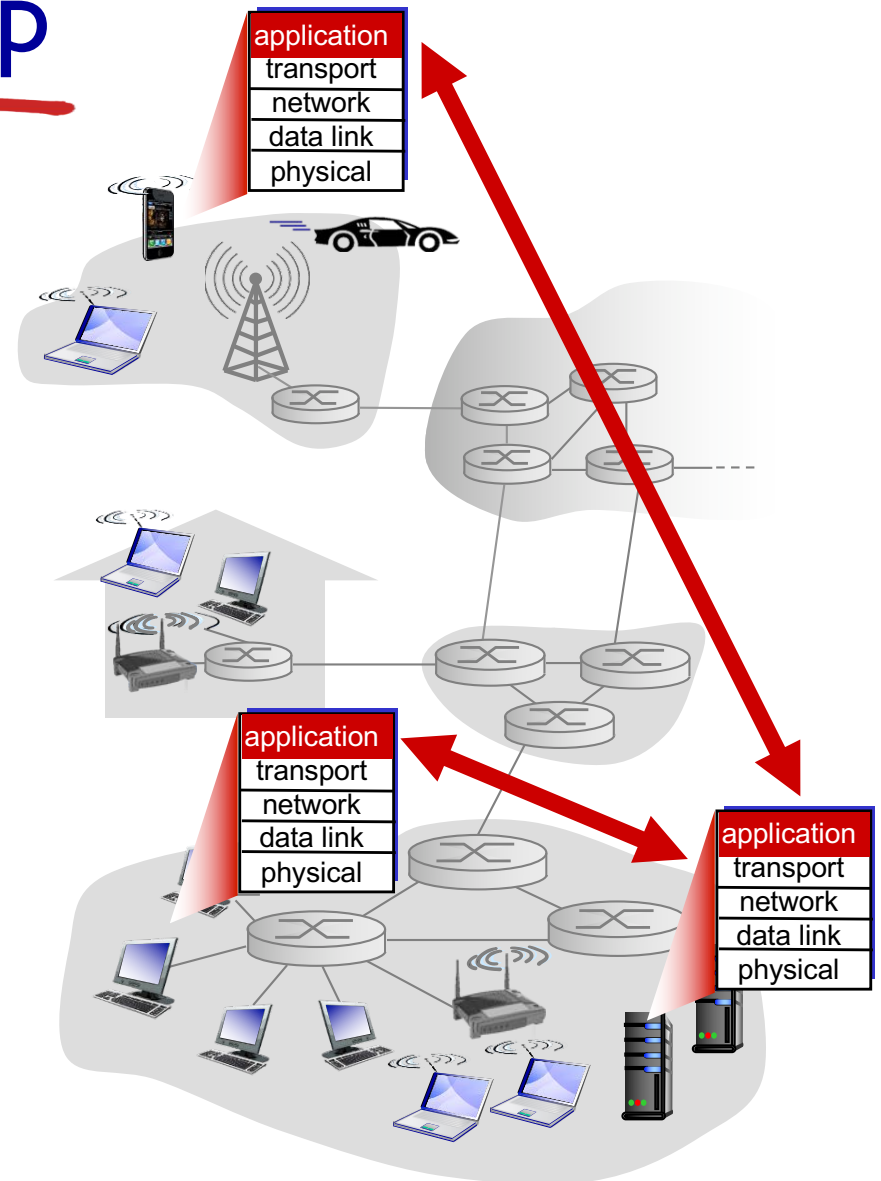 p
application
transport
network
data link
physical
application
transport
network
data link
physical
application
transport
network
data link
physical